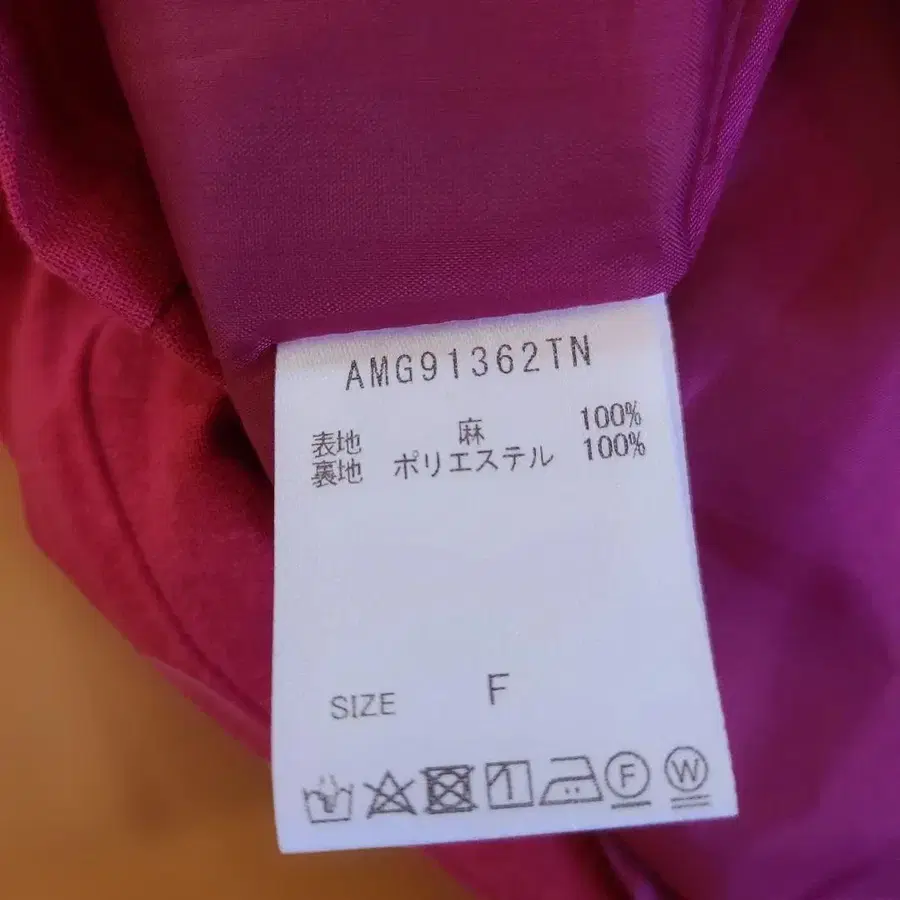 AMG91362TN
表地 麻 100%
裏地 ポリエステル 100%
SIZE F
F W